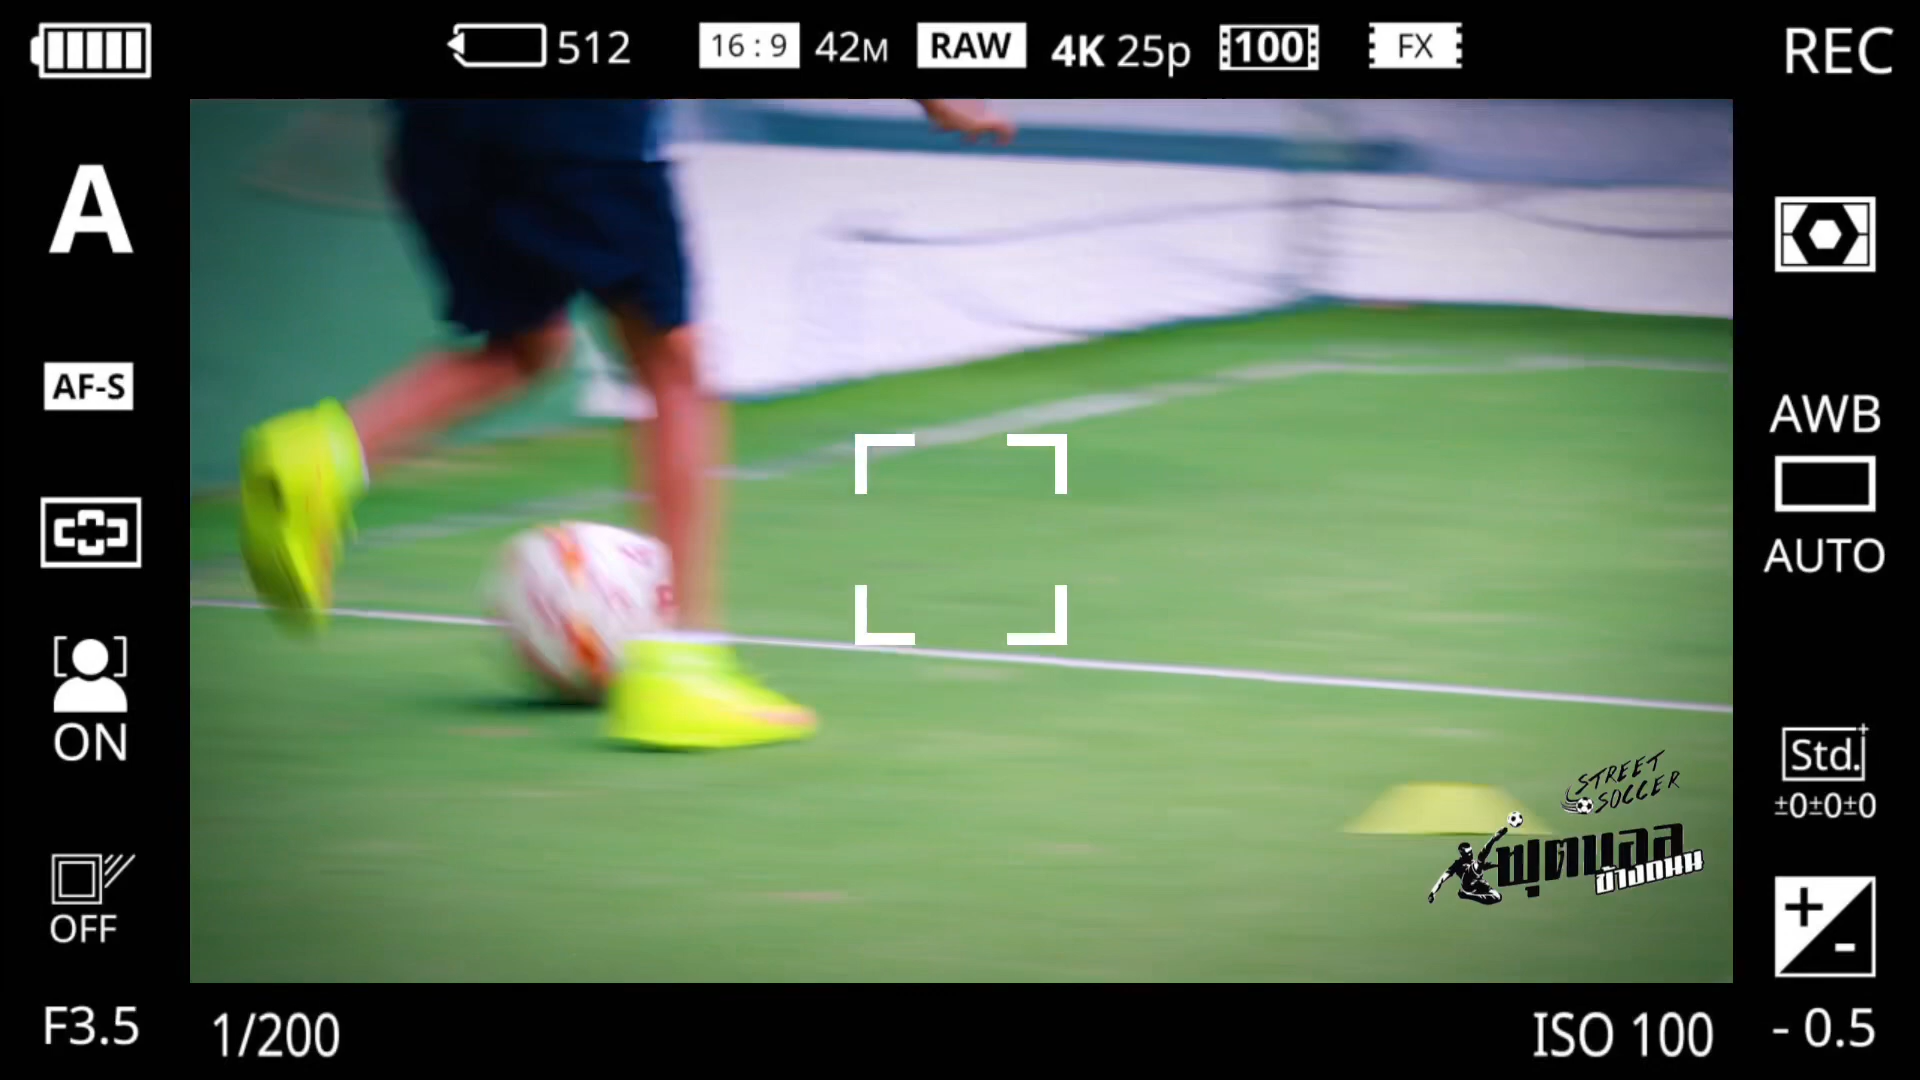 512 16:9 42M RAW 4K 25p 100 FX REC
A
AF-S
AWB
AUTO
ON
Std.+
±0±0±0
OFF
STREET
SOCCER
ฟุตบอล
ข้างถนน
+
-
F3.5 1/200 ISO 100 - 0.5